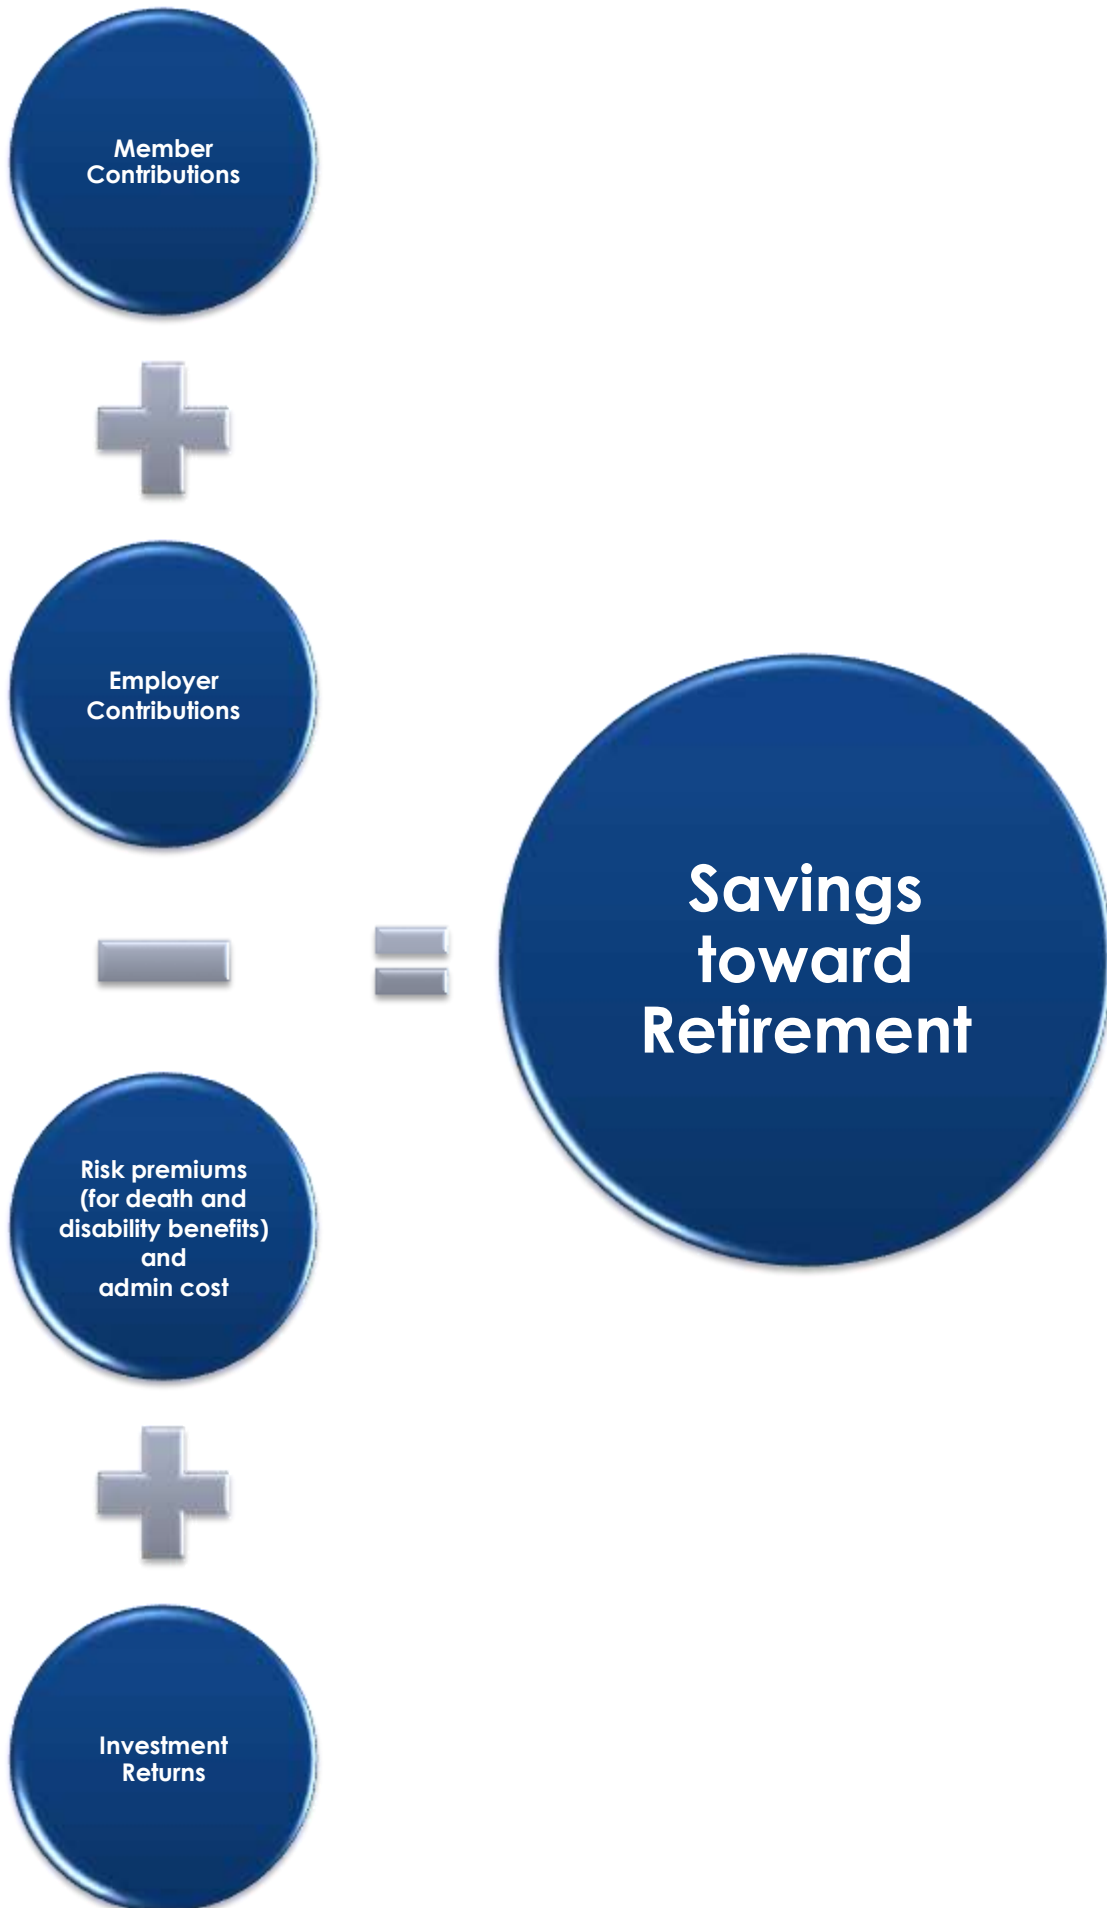 Member
Contributions
Employer
Contributions
Risk premiums
(for death and
disability benefits)
and
admin cost
Investment
Returns
Savings
toward
Retirement